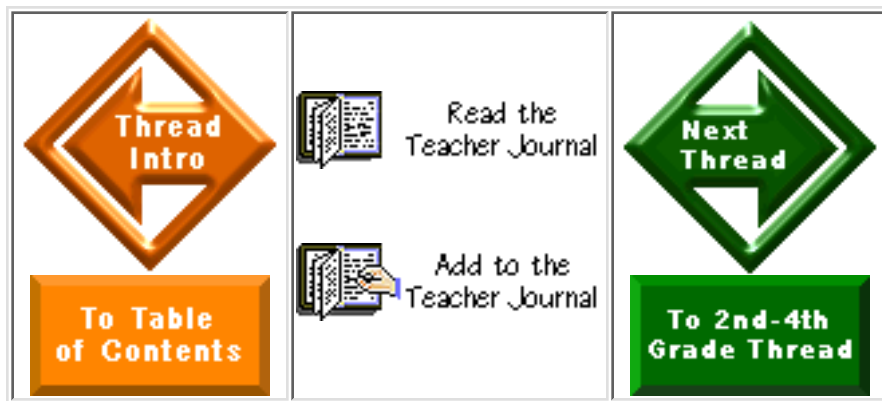 Thread
Intro
To Table
of Contents
Read the
Teacher Journal
Add to the
Teacher Journal
Next
Thread
To 2nd-4th
Grade Thread